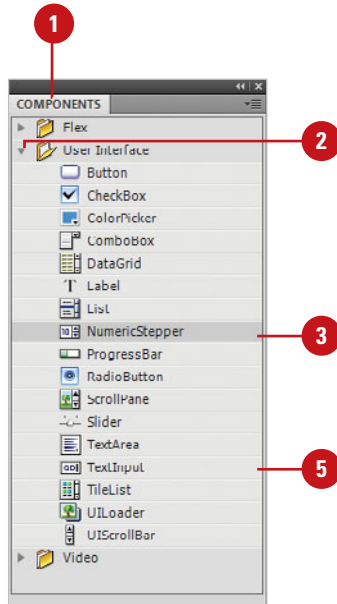 1
COMPONENTS
Flex
2
User Interface
Button
CheckBox
ColorPicker
ComboBox
DataGrid
T Label
List
NumericStepper
3
ProgressBar
RadioButton
ScrollPane
Slider
TextArea
TextInput
5
TileList
UILoader
UIScrollBar
Video